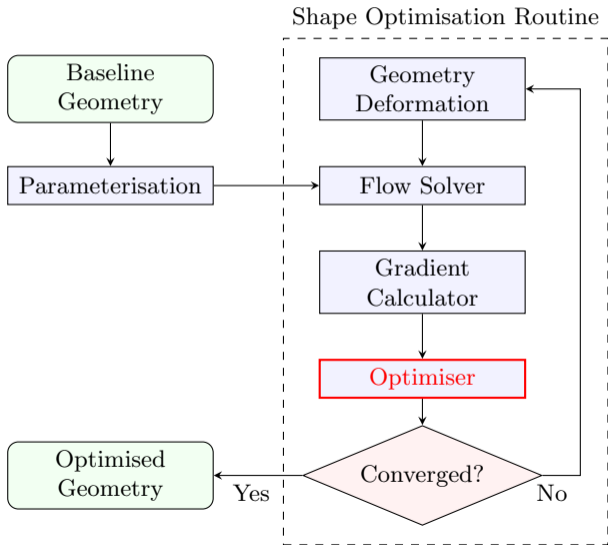 Shape Optimisation Routine
Baseline
Geometry
Geometry
Deformation
Parameterisation
Flow Solver
Gradient
Calculator
Optimiser
Optimised
Geometry
Converged?
Yes
No